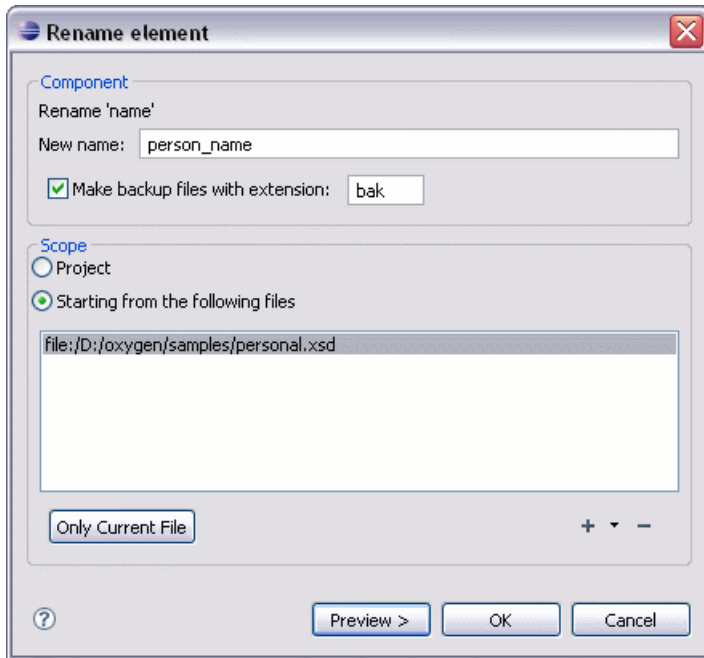 Rename element
Component
Rename 'name'
New name: person_name
Make backup files with extension: bak
Scope
Project
Starting from the following files
file:/D:/oxygen/samples/personal.xsd
Only Current File
Preview > OK Cancel